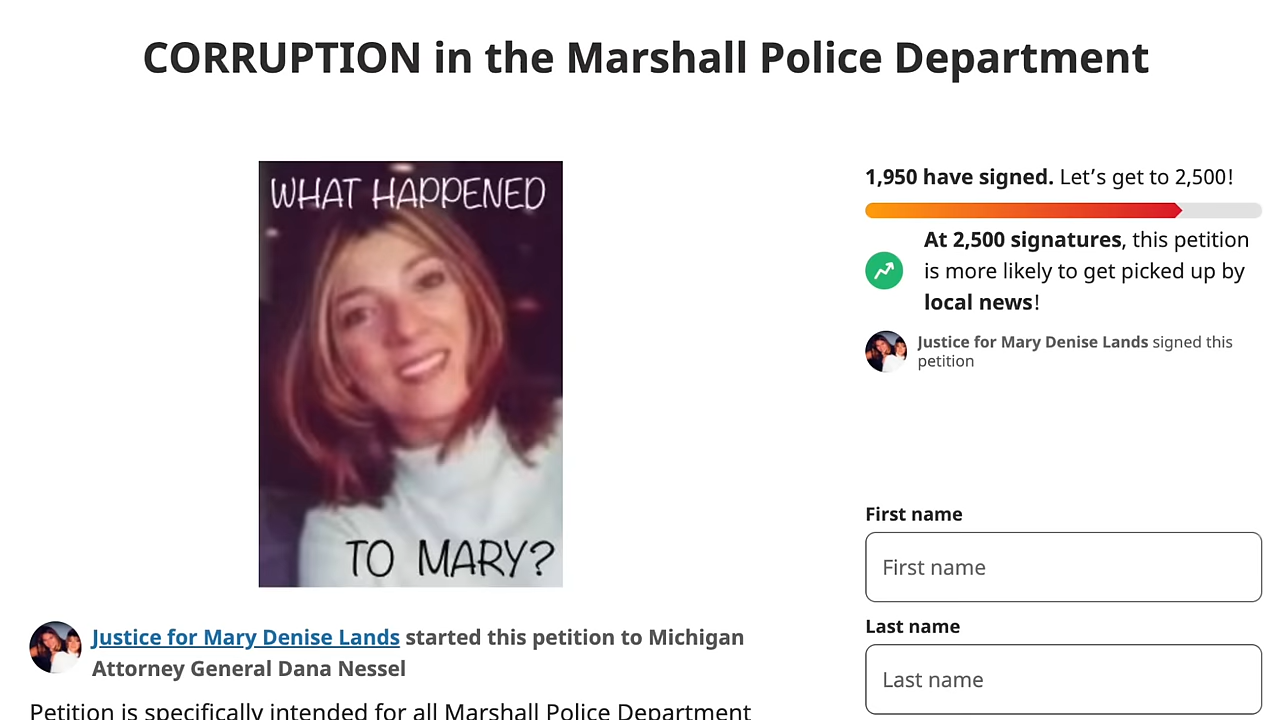 CORRUPTION in the Marshall Police Department
WHAT HAPPENED
TO MARY?
Justice for Mary Denise Lands started this petition to Michigan
Attorney General Dana Nessel
Petition is specifically intended for all Marshall Police Department
1,950 have signed. Let’s get to 2,500!
At 2,500 signatures, this petition
is more likely to get picked up by
local news!
Justice for Mary Denise Lands signed this
petition
First name
First name
Last name
Last name